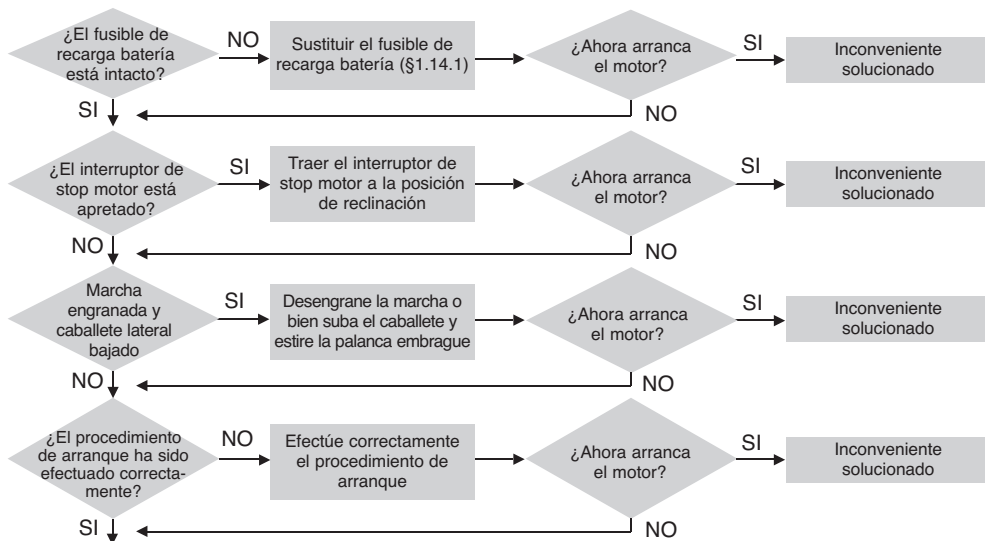 ¿El fusible de
recarga batería
está intacto?
NO
Sustituir el fusible de
recarga batería (§1.14.1)
¿Ahora arranca
el motor?
SI
Inconveniente
solucionado
SI
NO
¿El interruptor de
stop motor está
apretado?
SI
Traer el interruptor de
stop motor a la posición
de reclinación
¿Ahora arranca
el motor?
SI
Inconveniente
solucionado
NO
NO
Marcha
engranada y
caballete lateral
bajado
SI
Desengrane la marcha o
bien suba el caballete y
estire la palanca embrague
¿Ahora arranca
el motor?
SI
Inconveniente
solucionado
NO
NO
¿El procedimiento
de arranque ha sido
efectuado correcta-
mente?
NO
Efectúe correctamente
el procedimiento de
arranque
¿Ahora arranca
el motor?
SI
Inconveniente
solucionado
SI
NO